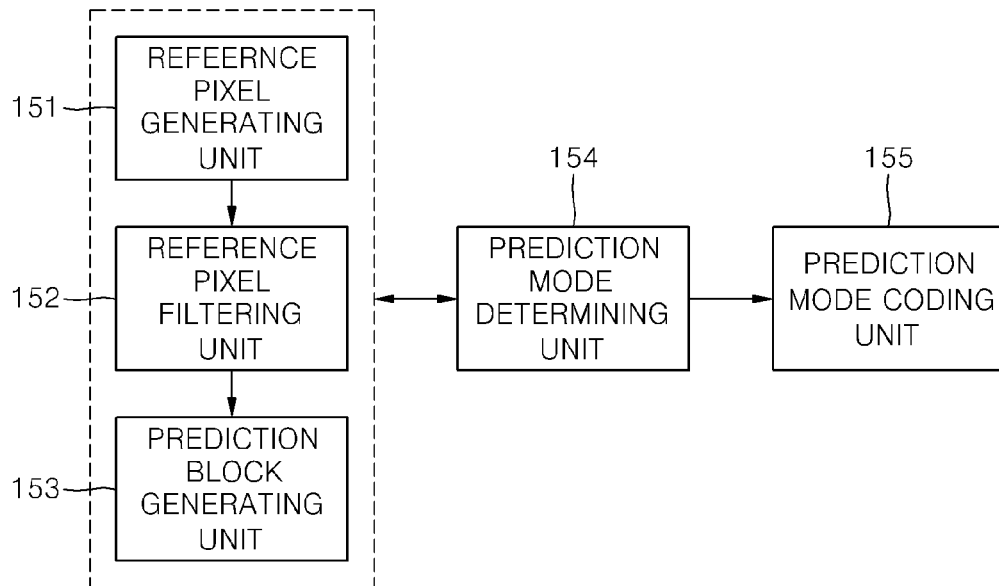 REFEERNCE
PIXEL
GENERATING
UNIT
151
REFERENCE
PIXEL
FILTERING
UNIT
152
PREDICTION
BLOCK
GENERATING
UNIT
153
154
PREDICTION
MODE
DETERMINING
UNIT
155
PREDICTION
MODE CODING
UNIT